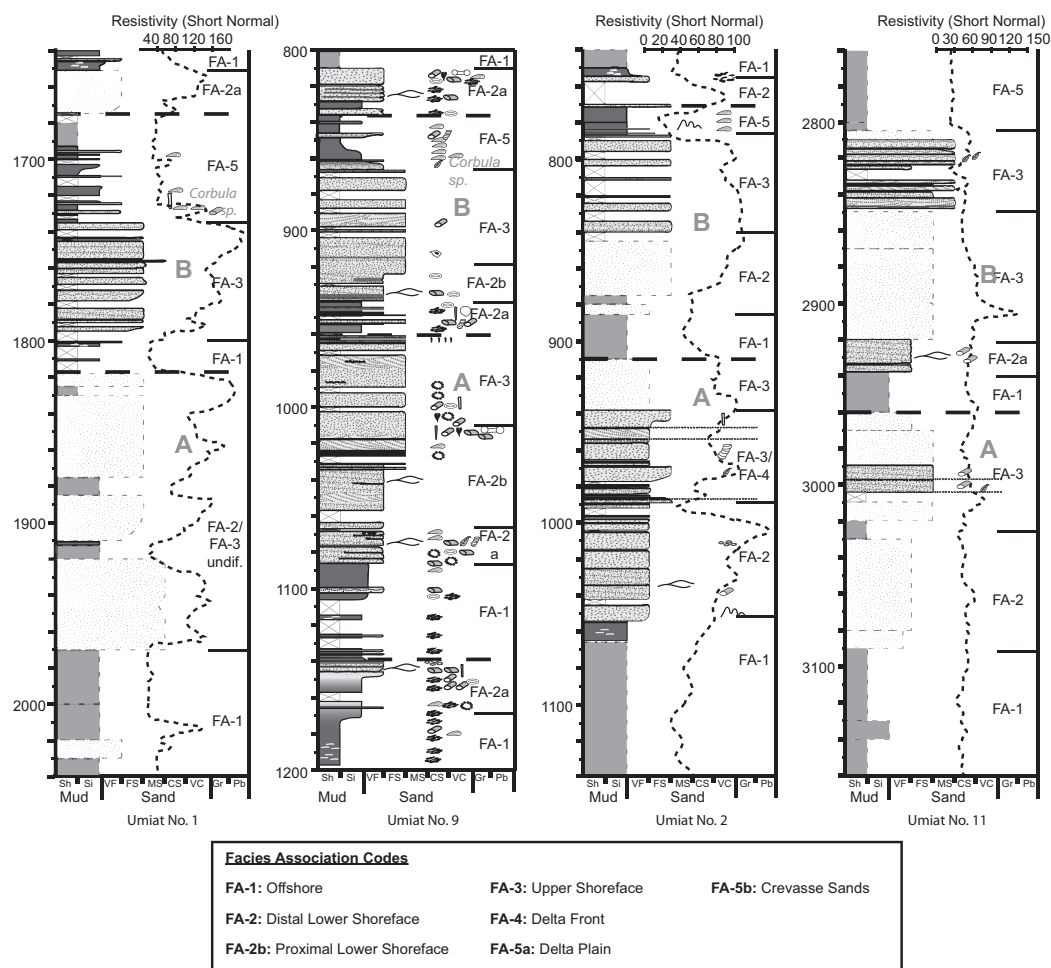 Resistivity (Short Normal)
40 80 120 160
FA-1
FA-2a
1700
FA-5
Corbula
sp.
B
FA-3
1800
FA-1
A
1900
FA-2/
FA-3
undif.
2000
FA-1
Sh Si VF FS MS CS VC Gr Pb
Mud Sand
Umiat No. 1
800
FA-1
FA-2a
FA-5
Corbula
sp.
B
900
FA-3
FA-2b
FA-2a
A
FA-3
1000
FA-2b
FA-2
a
1100
FA-1
FA-2a
FA-1
1200
Sh Si VF FS MS CS VC Gr Pb
Mud Sand
Umiat No. 9
Resistivity (Short Normal)
0 20 40 60 80 100
FA-1
FA-2
FA-5
800
FA-3
B
FA-2
900
FA-1
A
FA-3
FA-3/
FA-4
1000
FA-2
FA-1
1100
Sh Si VF FS MS CS VC Gr Pb
Mud Sand
Umiat No. 2
Resistivity (Short Normal)
0 30 60 90 120 150
FA-5
2800
FA-3
B
FA-3
2900
FA-2a
FA-1
A
FA-3
3000
FA-2
3100
FA-1
Sh Si VF FS MS CS VC Gr Pb
Mud Sand
Umiat No. 11
Facies Association Codes
FA-1: Offshore FA-3: Upper Shoreface FA-5b: Crevasse Sands
FA-2: Distal Lower Shoreface FA-4: Delta Front
FA-2b: Proximal Lower Shoreface FA-5a: Delta Plain